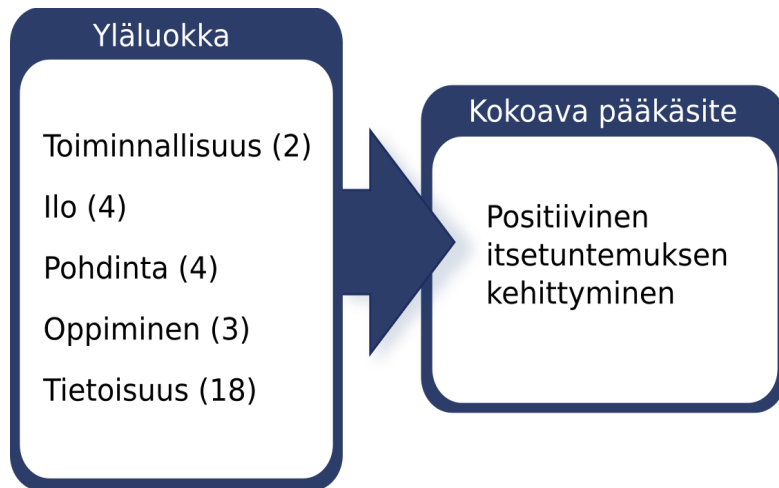 Yläluokka
Toiminnallisuus (2)
Ilo (4)
Pohdinta (4)
Oppiminen (3)
Tietoisuus (18)
Kokoava pääkäsite
Positiivinen
itsetuntemuksen
kehittyminen